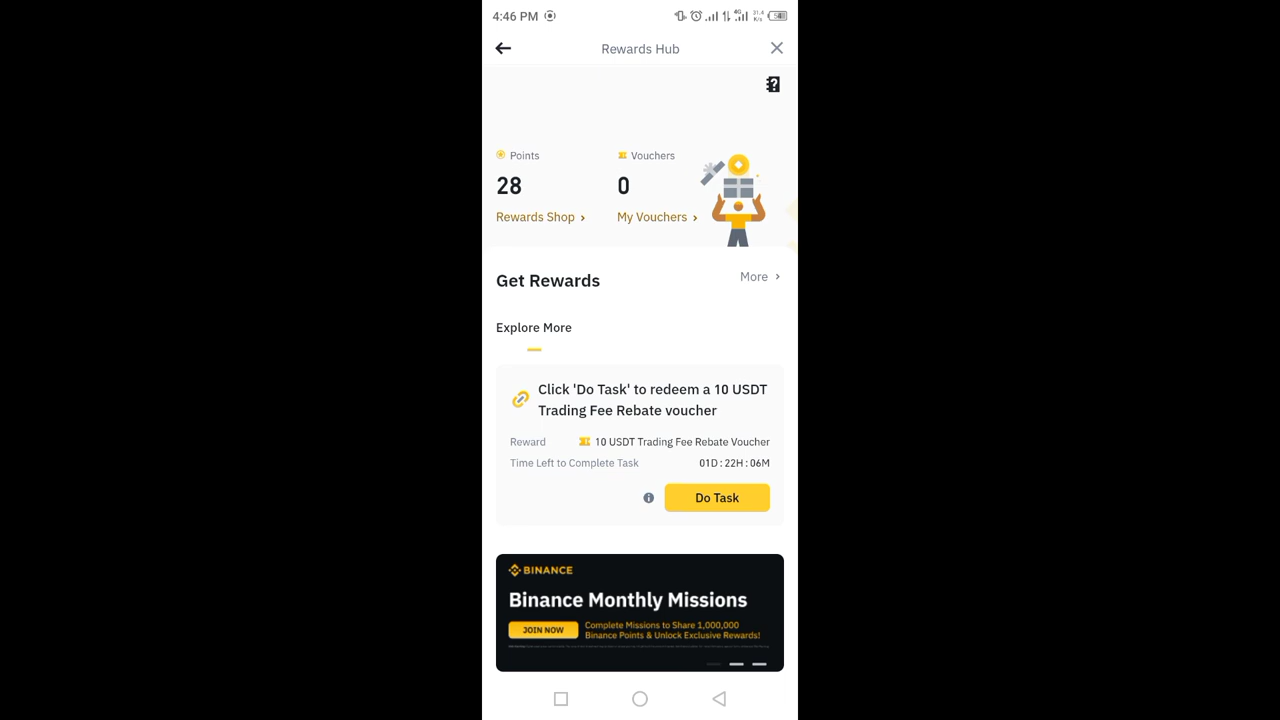 4:46 PM
4G
54
Rewards Hub
Points
Vouchers
28
0
Rewards Shop
My Vouchers
Get Rewards
More
Explore More
Click 'Do Task' to redeem a 10 USDT
Trading Fee Rebate voucher
Reward
10 USDT Trading Fee Rebate Voucher
Time Left to Complete Task
01D : 22H : 06M
Do Task
BINANCE
Binance Monthly Missions
JOIN NOW
Complete Missions to Share 1,000,000
Binance Points & Unlock Exclusive Rewards!